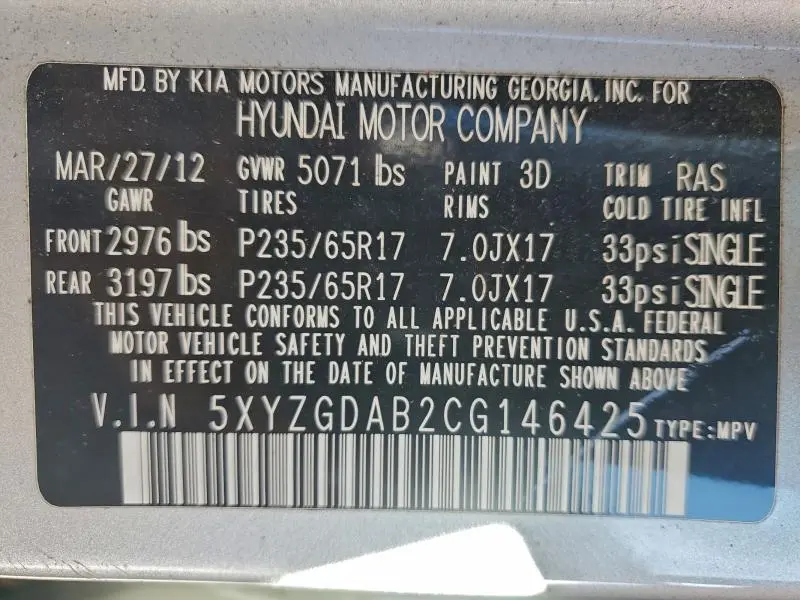 MFD. BY KIA MOTORS MANUFACTURING GEORGIA, INC. FOR
HYUNDAI MOTOR COMPANY
MAR/27/12 GVWR 5071 lbs PAINT 3D TRIM RAS
GAWR TIRES RIMS COLD TIRE INFL
FRONT 2976 lbs P235/65R17 7.0JX17 33psi SINGLE
REAR 3197 lbs P235/65R17 7.0JX17 33psi SINGLE
THIS VEHICLE CONFORMS TO ALL APPLICABLE U.S.A. FEDERAL
MOTOR VEHICLE SAFETY AND THEFT PREVENTION STANDARDS
IN EFFECT ON THE DATE OF MANUFACTURE SHOWN ABOVE
V.I.N 5XYZGDAB2CG146425 TYPE:MPV